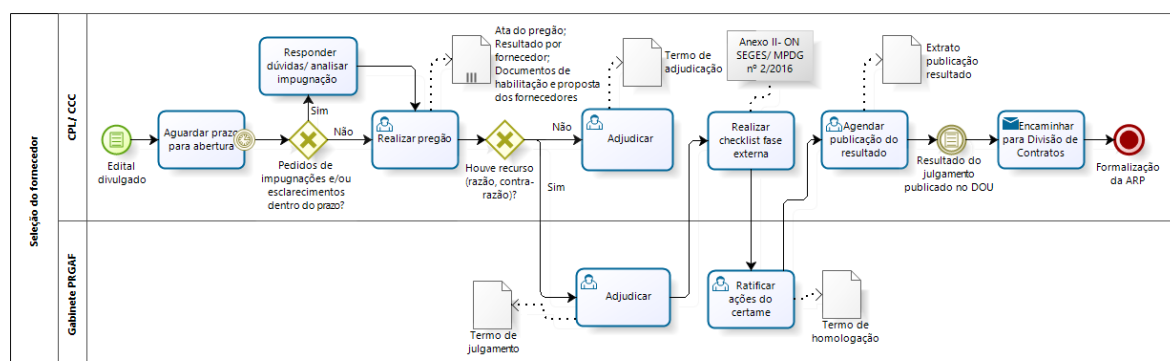 Seleção do fornecedor
CPL/ CCC
Edital
divulgado
Aguardar prazo
para abertura
Responder
dúvidas/ analisar
impugnação
Sim
Não
Pedidos de
impugnações e/ou
esclarecimentos
dentro do prazo?
Realizar pregão
Ata do pregão;
Resultado por
fornecedor;
Documentos de
habilitação e proposta
dos fornecedores
Houve recurso
(razão, contra-
razão)?
Não
Sim
Adjudicar
Termo de
adjudicação
Anexo II- ON
SEGES/ MPDG
nº 2/2016
Realizar
checklist fase
externa
Agendar
publicação do
resultado
Extrato
publicação
resultado
Resultado do
julgamento
publicado no DOU
Encaminhar
para Divisão de
Contratos
Formalização
da ARP
Gabinete PRGAF
Adjudicar
Termo de
julgamento
Ratificar
ações do
certame
Termo de
homologação